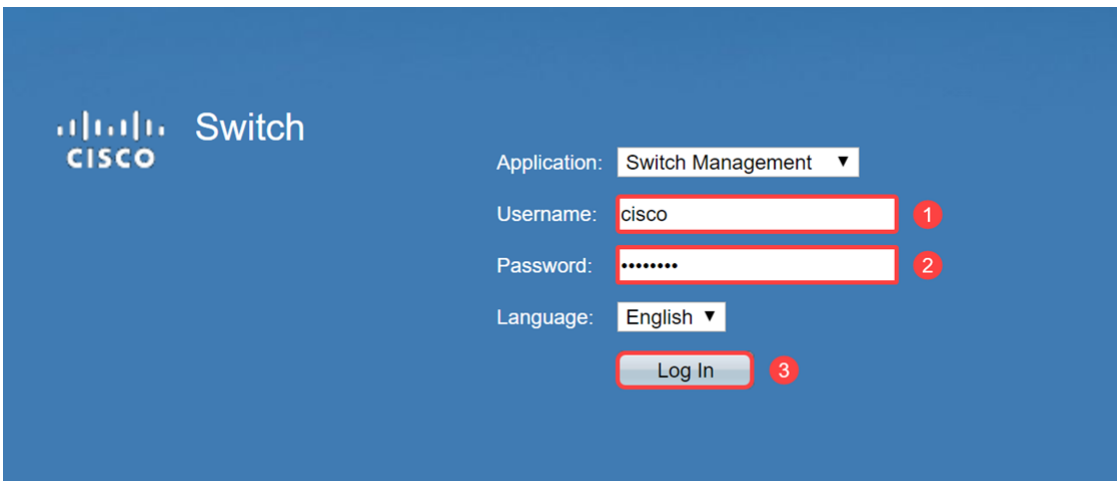 CISCO
Switch
Application: Switch Management
Username: cisco 1
Password: •••••••• 2
Language: English
Log In 3